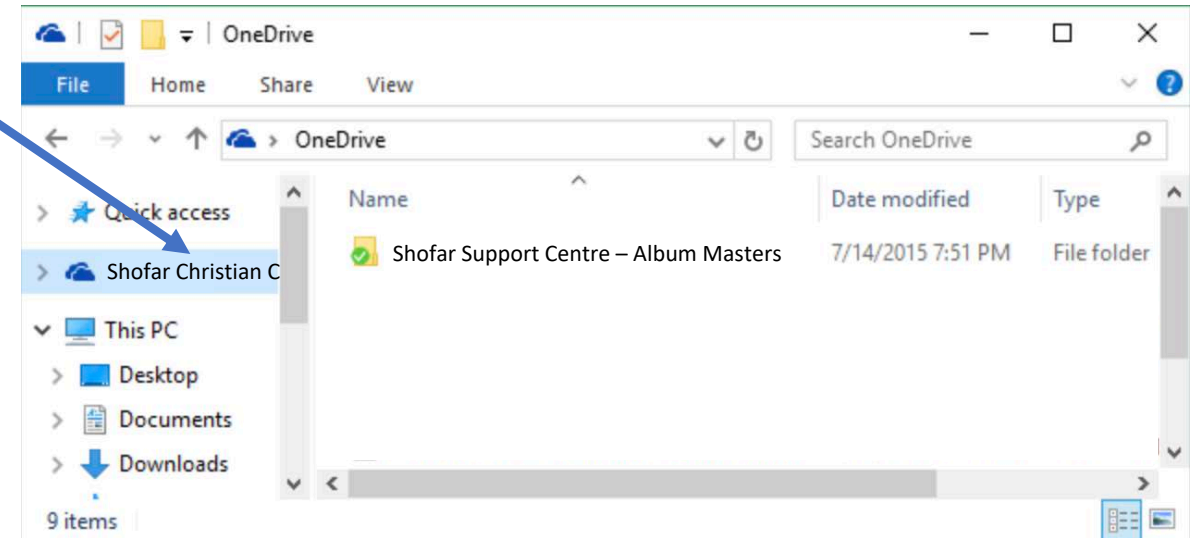 OneDrive
File Home Share View
OneDrive Search OneDrive
Name Date modified Type
Quick access
Shofar Support Centre – Album Masters 7/14/2015 7:51 PM File folder
Shofar Christian C
This PC
Desktop
Documents
Downloads
9 items